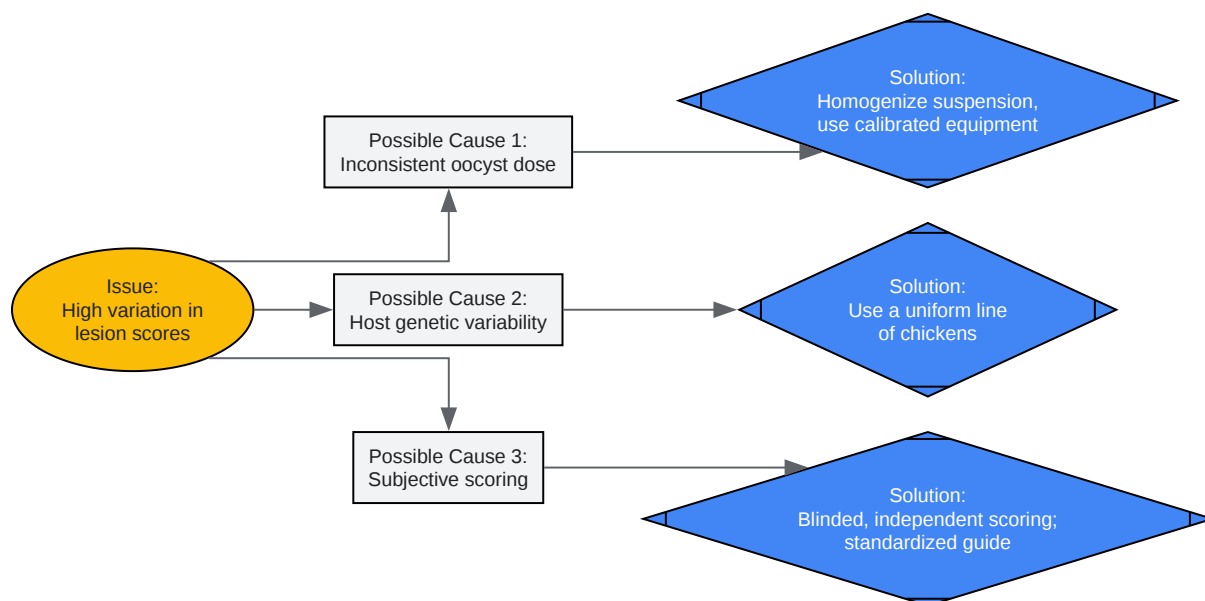 Issue:
High variation in
lesion scores
Possible Cause 1:
Inconsistent oocyst dose
Solution:
Homogenize suspension,
use calibrated equipment
Possible Cause 2:
Host genetic variability
Solution:
Use a uniform line
of chickens
Possible Cause 3:
Subjective scoring
Solution:
Blinded, independent scoring;
standardized guide